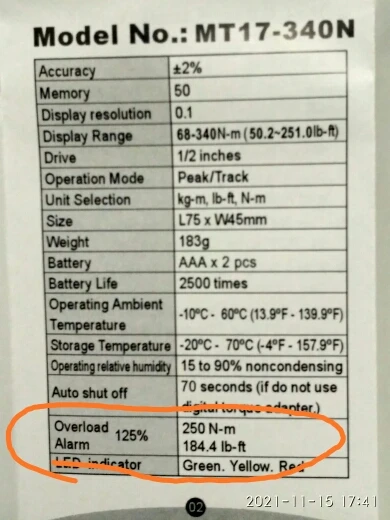 Model No.: MT17-340N
Accuracy ±2%
Memory 50
Display resolution 0.1
Display Range 68-340N-m (50.2~251.0lb-ft)
Drive 1/2 inches
Operation Mode Peak/Track
Unit Selection kg-m, lb-ft, N-m
Size L75 x W45mm
Weight 183g
Battery AAA x 2 pcs
Battery Life 2500 times
Operating Ambient
Temperature -10ºC - 60ºC (13.9ºF - 139.9ºF)
Storage Temperature -20ºC - 70ºC (-4ºF - 157.9ºF)
Operating relative humidity 15 to 90% noncondensing
Auto shut off 70 seconds (if do not use
digital torque adapter.)
Overload
Alarm 125% 250 N-m
184.4 lb-ft
LED indicator Green. Yellow. Red
02
2021-11-15 17:41